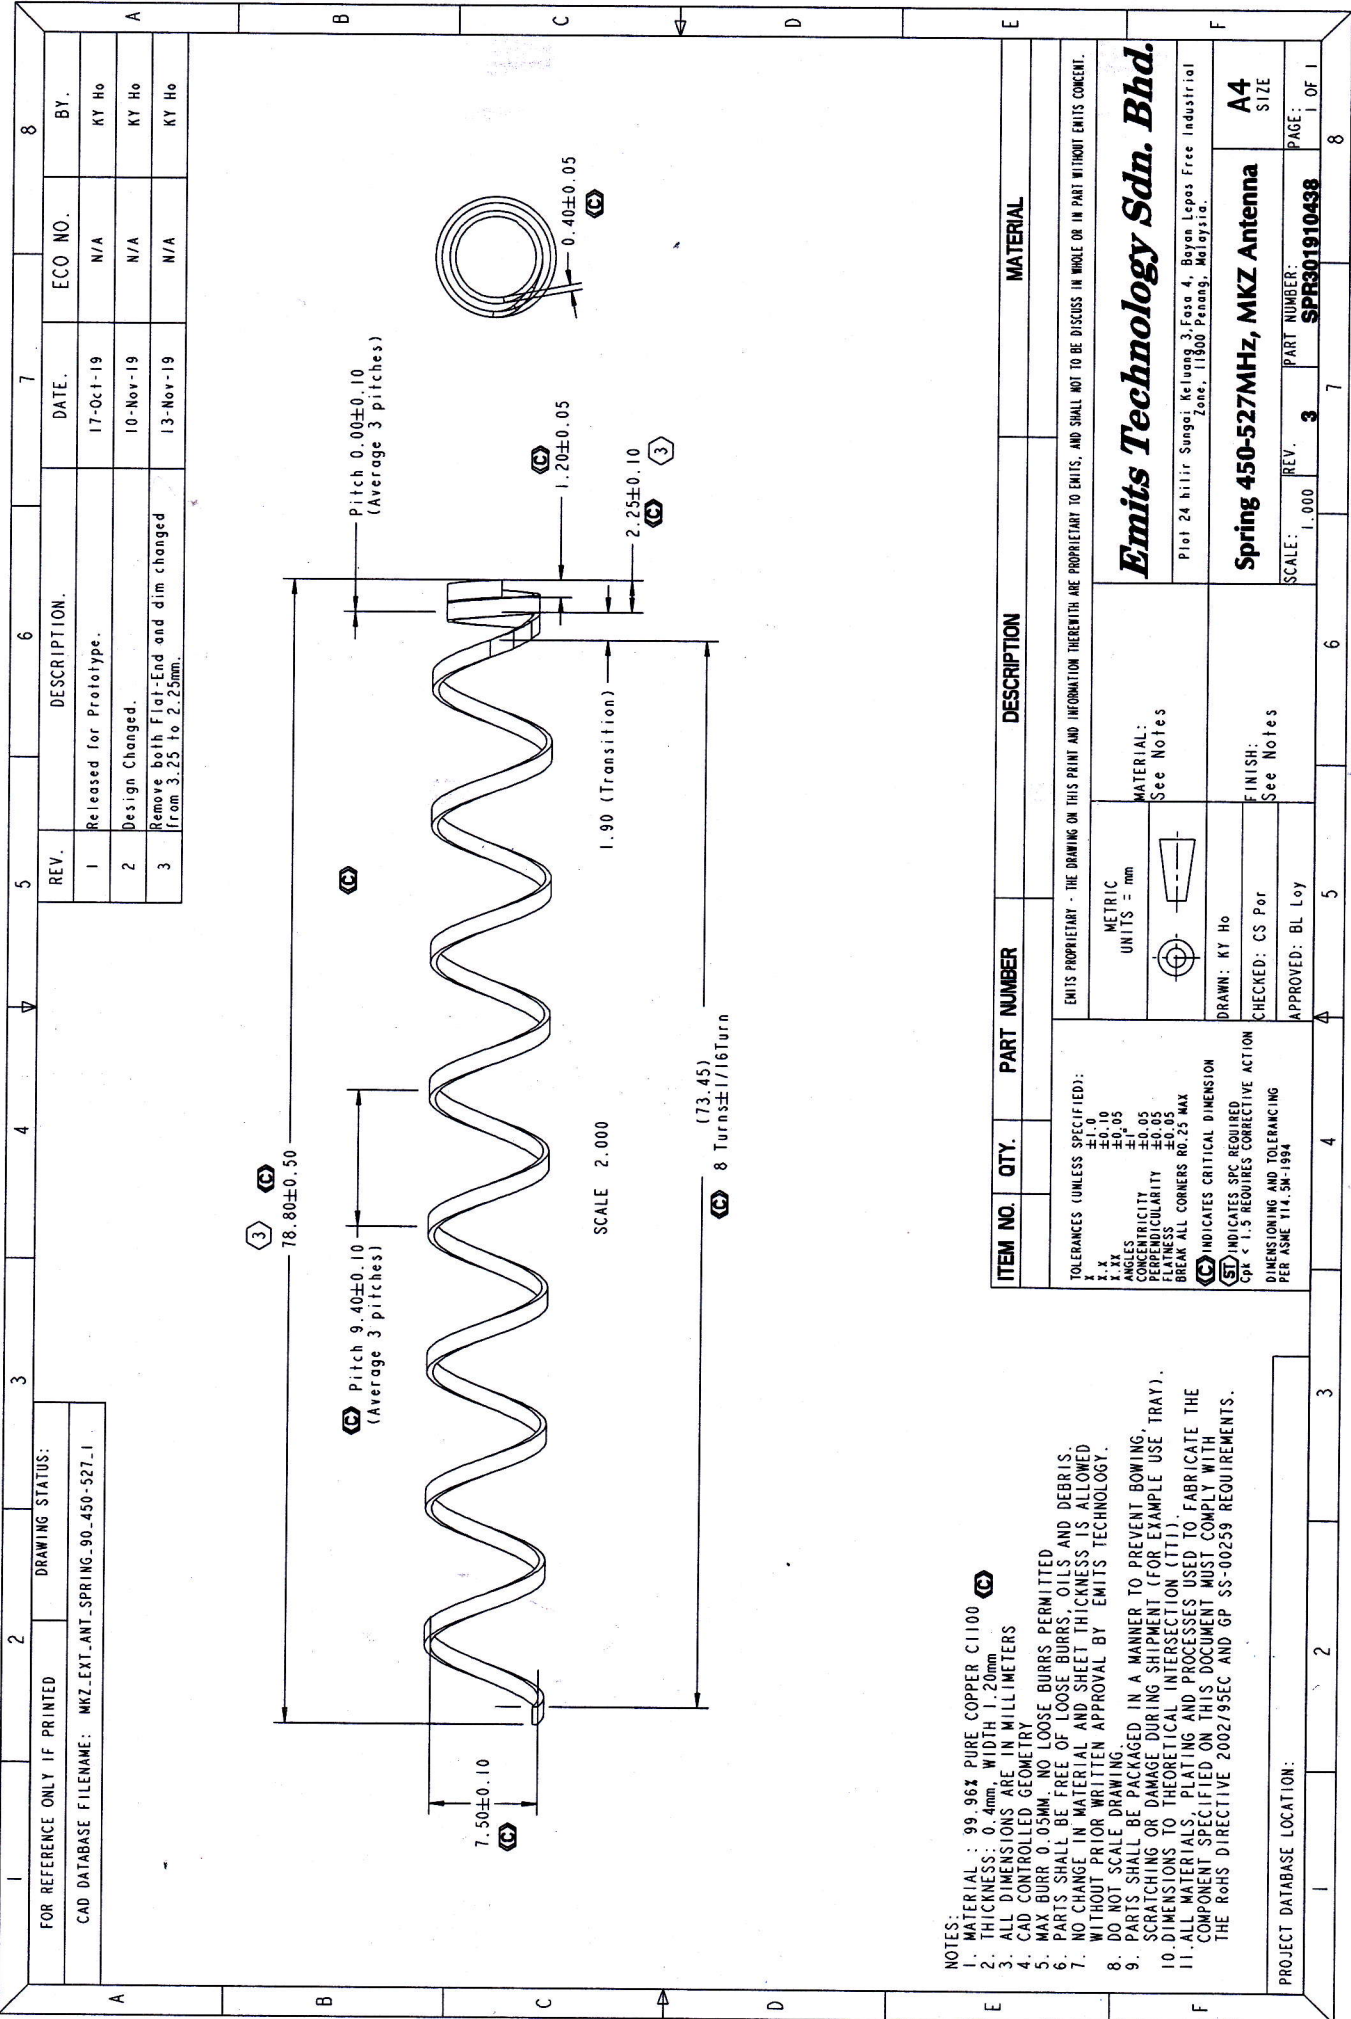 1 2 3 4 5 6 7 8
FOR REFERENCE ONLY IF PRINTED
DRAWING STATUS:
CAD DATABASE FILENAME: MKZ_EXT_ANT_SPRING_90_450-527_1
REV. DESCRIPTION. DATE. ECO NO. BY.
1 Released for Prototype. 17-Oct-19 N/A KY Ho
2 Design Changed. 10-Nov-19 N/A KY Ho
3 Remove both Flat-End and dim changed 13-Nov-19 N/A KY Ho
from 3.25 to 2.25mm.
A
B
C
D
E
F
A
B
C
D
E
F
3 C
78.80±0.50
C Pitch 9.40±0.10
(Average 3 pitches)
C
Pitch 0.00±0.10
(Average 3 pitches)
7.50±0.10
C
C
1.20±0.05
2.25±0.10
C 3
0.40±0.05
C
1.90 (Transition)
SCALE 2.000
(73.45)
C 8 Turns±1/16Turn
NOTES:
1. MATERIAL : 99.96% PURE COPPER C1100 C
2. THICKNESS: 0.4mm, WIDTH 1.20mm
3. ALL DIMENSIONS ARE IN MILLIMETERS
4. CAD CONTROLLED GEOMETRY
5. MAX BURR 0.05MM. NO LOOSE BURRS PERMITTED
6. PARTS SHALL BE FREE OF LOOSE BURRS, OILS AND DEBRIS.
7. NO CHANGE IN MATERIAL AND SHEET THICKNESS IS ALLOWED
WITHOUT PRIOR WRITTEN APPROVAL BY EMITS TECHNOLOGY.
8. DO NOT SCALE DRAWING.
9. PARTS SHALL BE PACKAGED IN A MANNER TO PREVENT BOWING,
SCRATCHING OR DAMAGE DURING SHIPMENT (FOR EXAMPLE USE TRAY).
10. DIMENSIONS TO THEORETICAL INTERSECTION (TTI).
11. ALL MATERIALS, PLATING AND PROCESSES USED TO FABRICATE THE
COMPONENT SPECIFIED ON THIS DOCUMENT MUST COMPLY WITH
THE RoHS DIRECTIVE 2002/95EC AND GP SS-00259 REQUIREMENTS.
PROJECT DATABASE LOCATION:
ITEM NO. QTY. PART NUMBER DESCRIPTION MATERIAL
EMITS PROPRIETARY - THE DRAWING ON THIS PRINT AND INFORMATION THEREWITH ARE PROPRIETARY TO EMITS, AND SHALL NOT TO BE DISCUSS IN WHOLE OR IN PART WITHOUT EMITS CONCENT.
TOLERANCES (UNLESS SPECIFIED):
X ±1.0
X.X ±0.10
X.XX ±0.05
ANGLES ±1°
CONCENTRICITY ±0.05
PERPENDICULARITY ±0.05
FLATNESS ±0.05
BREAK ALL CORNERS R0.25 MAX
C INDICATES CRITICAL DIMENSION
ST INDICATES SPC REQUIRED
Cpk < 1.5 REQUIRES CORRECTIVE ACTION
DIMENSIONING AND TOLERANCING
PER ASME Y14.5M-1994
METRIC
UNITS = mm
DRAWN: KY Ho
CHECKED: CS Por
APPROVED: BL Loy
MATERIAL:
See Notes
FINISH:
See Notes
Emits Technology Sdn. Bhd.
Plot 24 hilir Sungai Keluang 3,Fasa 4, Bayan Lepas Free Industrial
Zone, 11900 Penang, Malaysia.
Spring 450-527MHz, MKZ Antenna
A4
SIZE
SCALE: 1.000
REV. 3
PART NUMBER: SPR301910438
PAGE: 1 OF 1
1 2 3 4 5 6 7 8